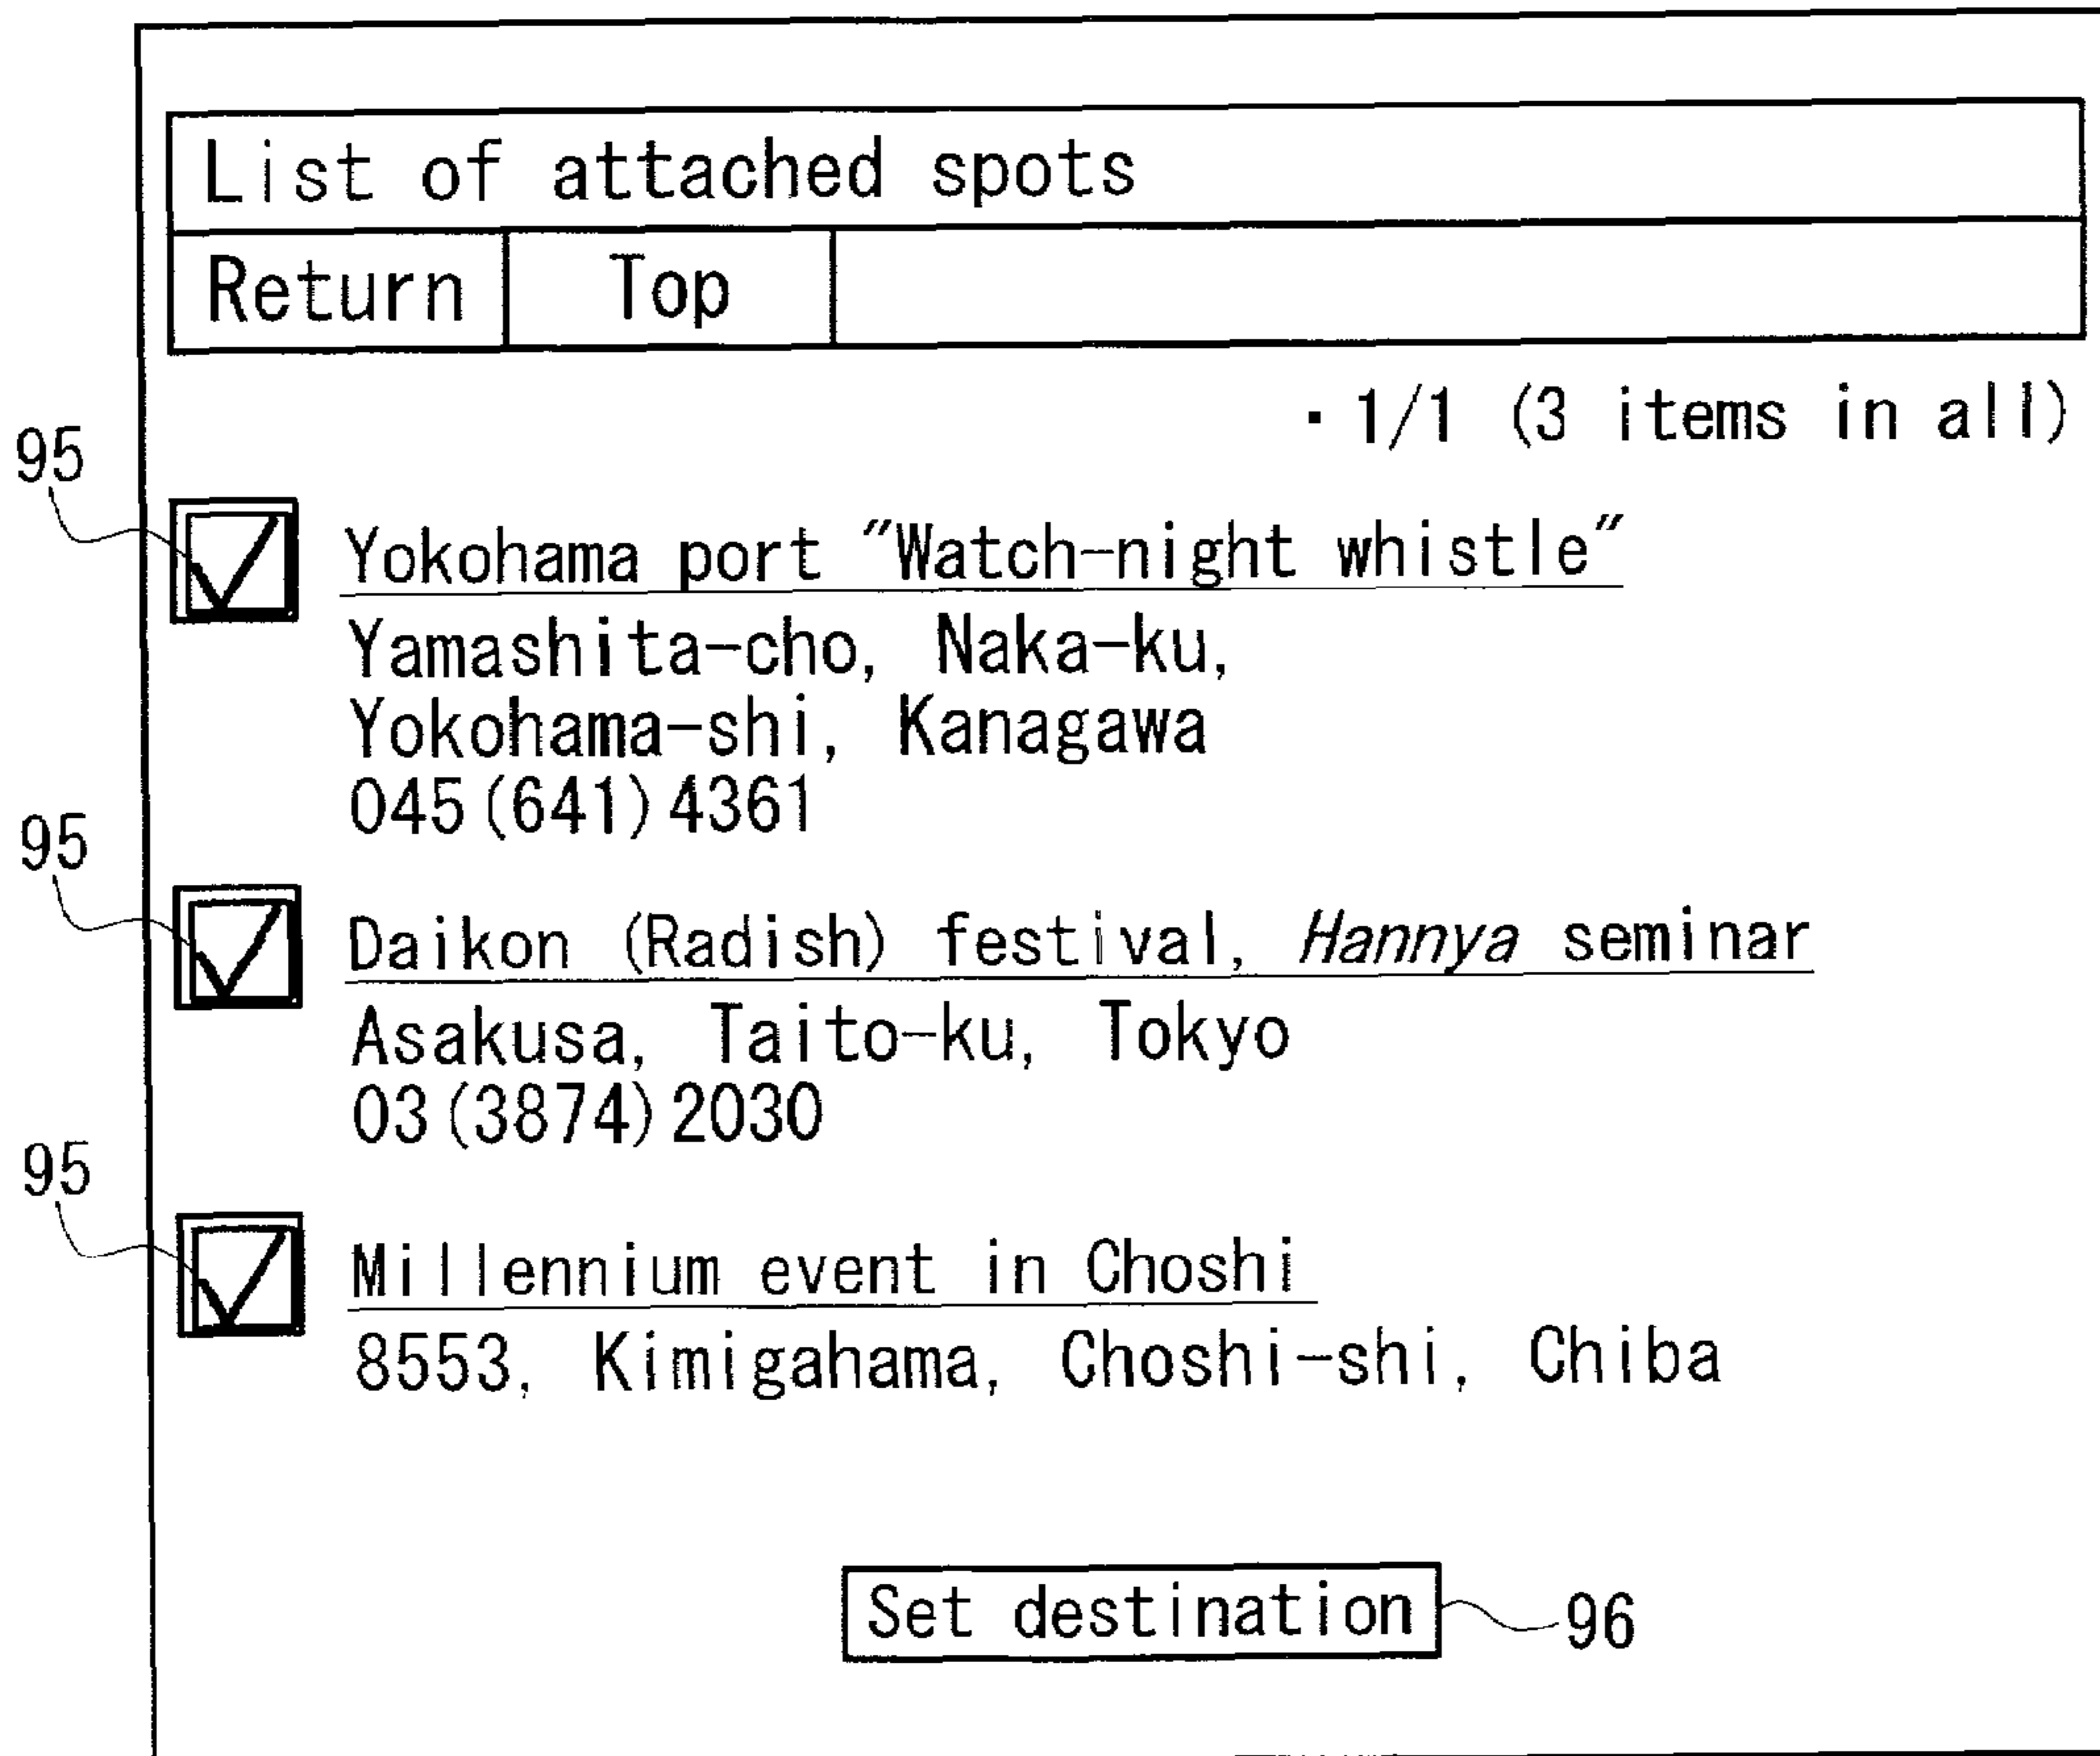 List of attached spots
Return Top
・1/1 (3 items in all)
95
Yokohama port "Watch-night whistle"
Yamashita-cho, Naka-ku,
Yokohama-shi, Kanagawa
045(641)4361
95
Daikon (Radish) festival, Hannya seminar
Asakusa, Taito-ku, Tokyo
03(3874)2030
95
Millennium event in Choshi
8553, Kimigahama, Choshi-shi, Chiba
Set destination 96